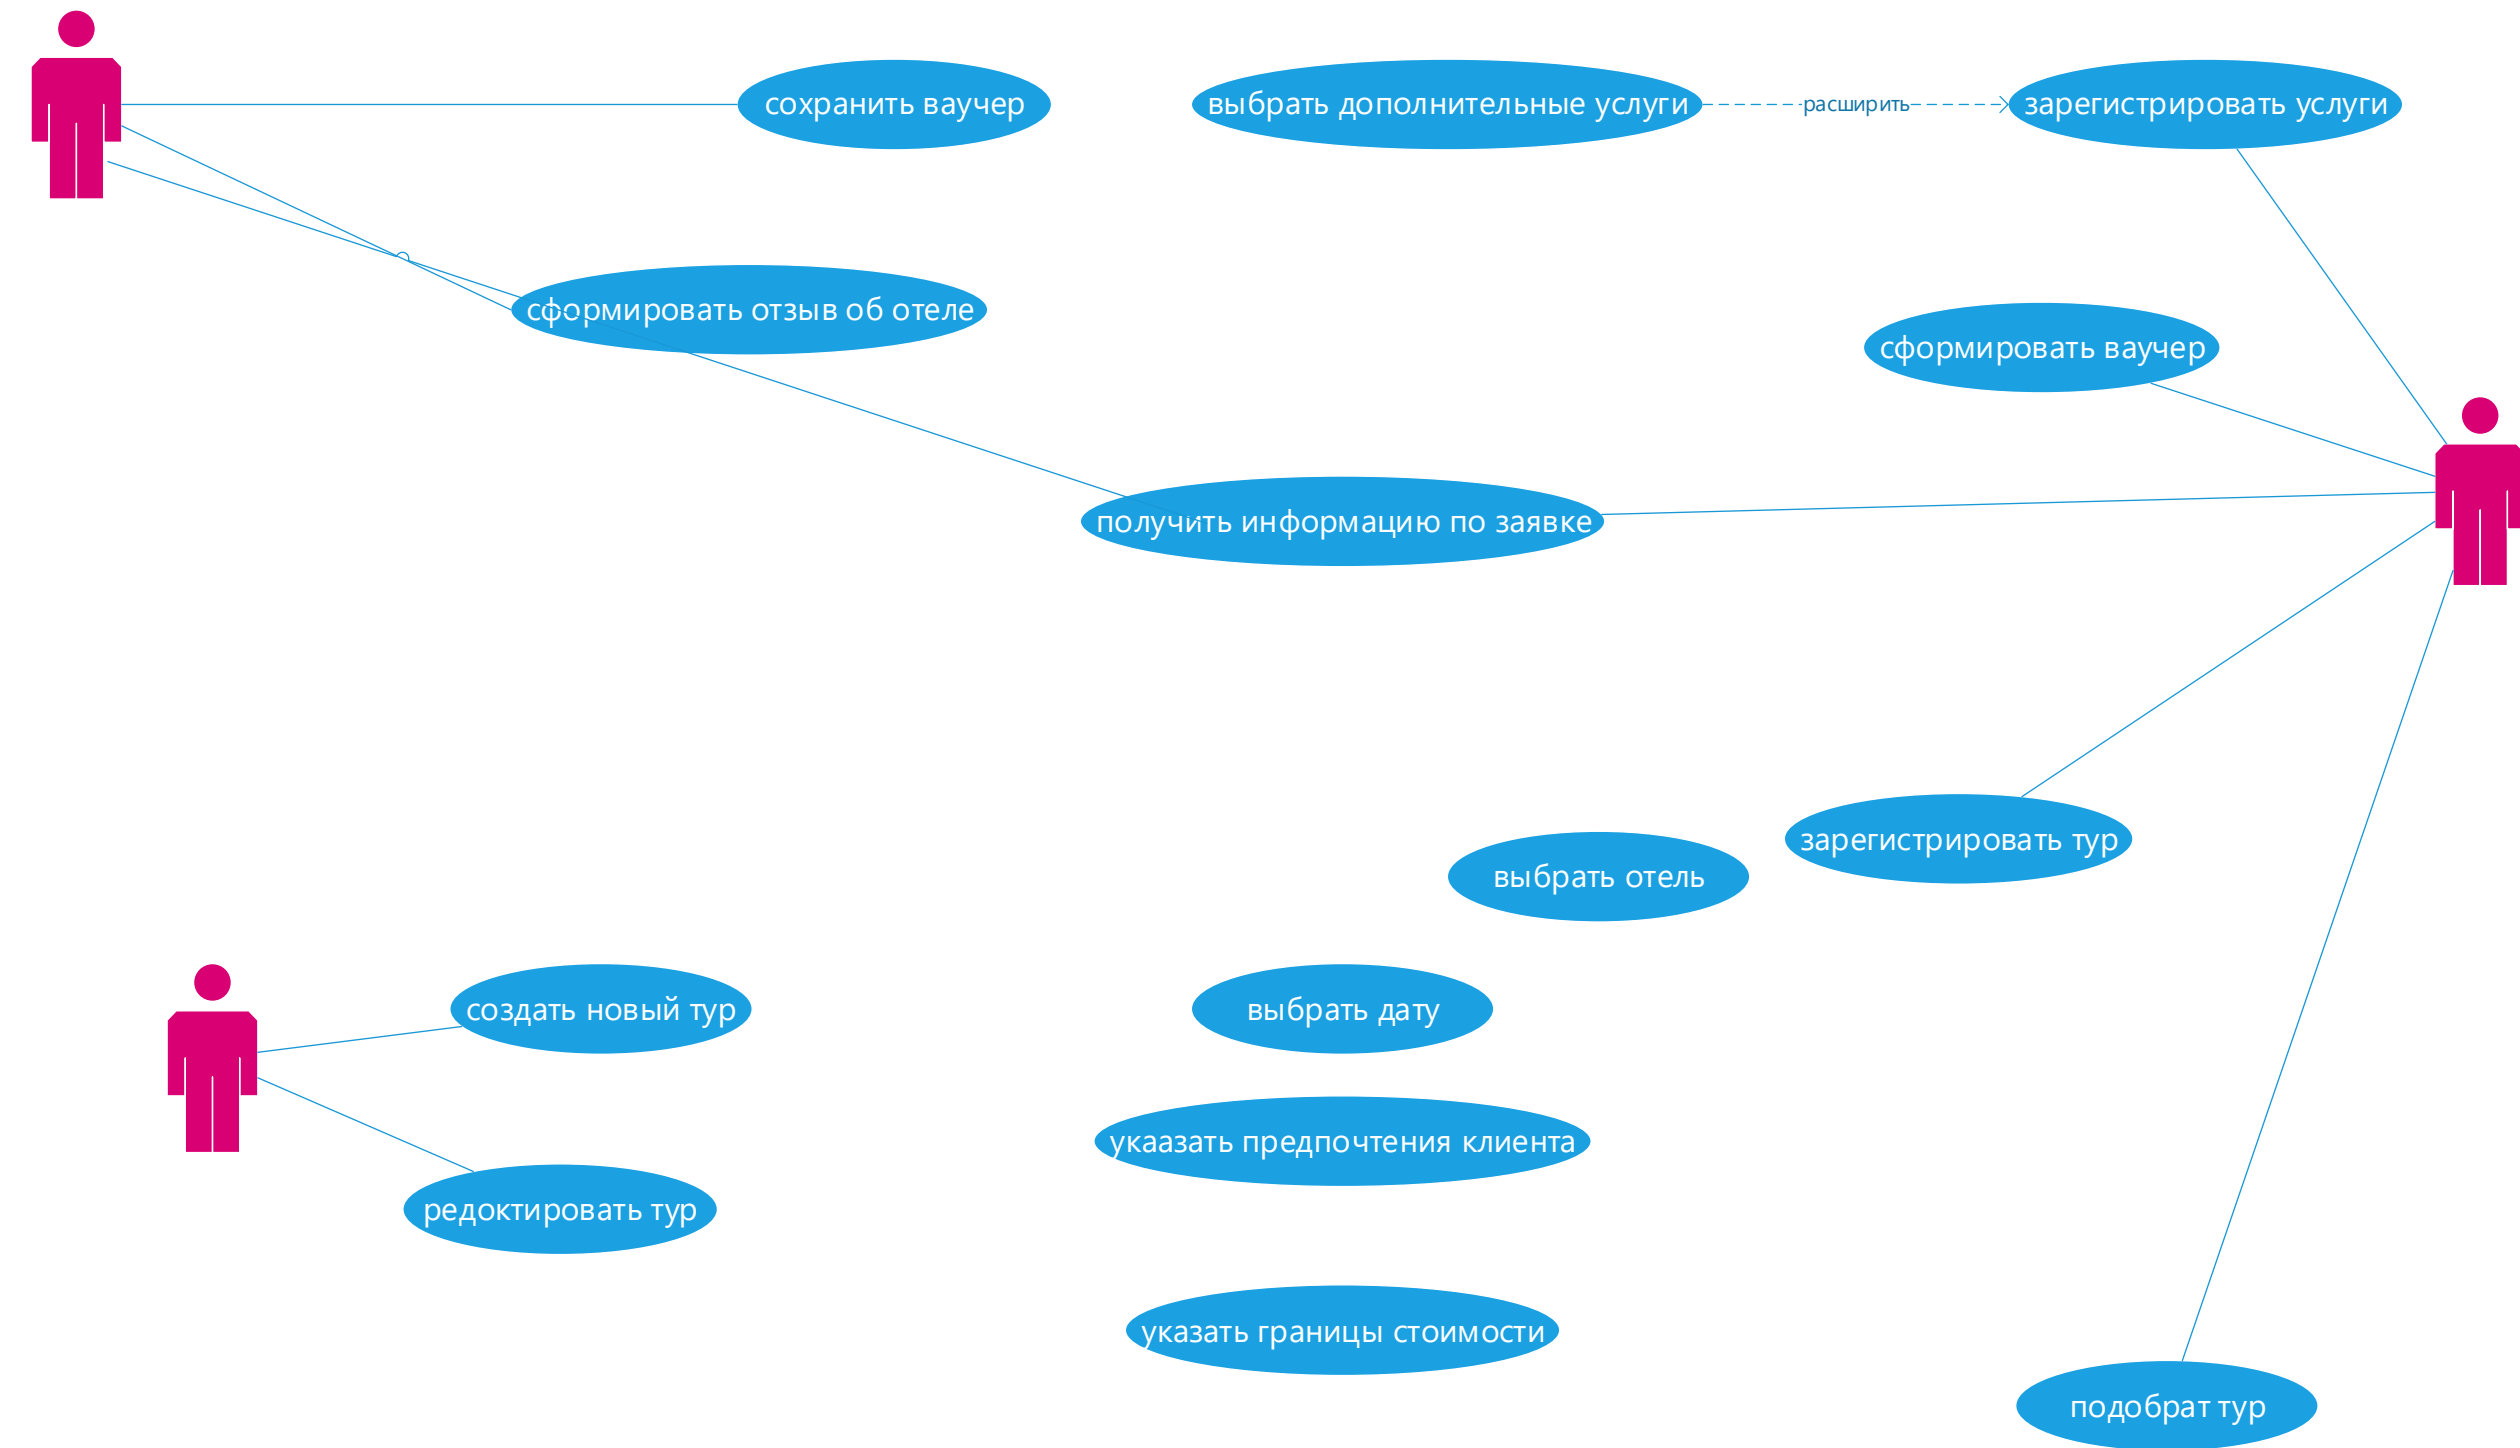 сохранить ваучер
выбрать дополнительные услуги
расширить
зарегистрировать услуги
сформировать отзыв об отеле
сформировать ваучер
получить информацию по заявке
зарегистрировать тур
выбрать отель
создать новый тур
выбрать дату
укаазать предпочтения клиента
редоктировать тур
указать границы стоимости
подобрат тур